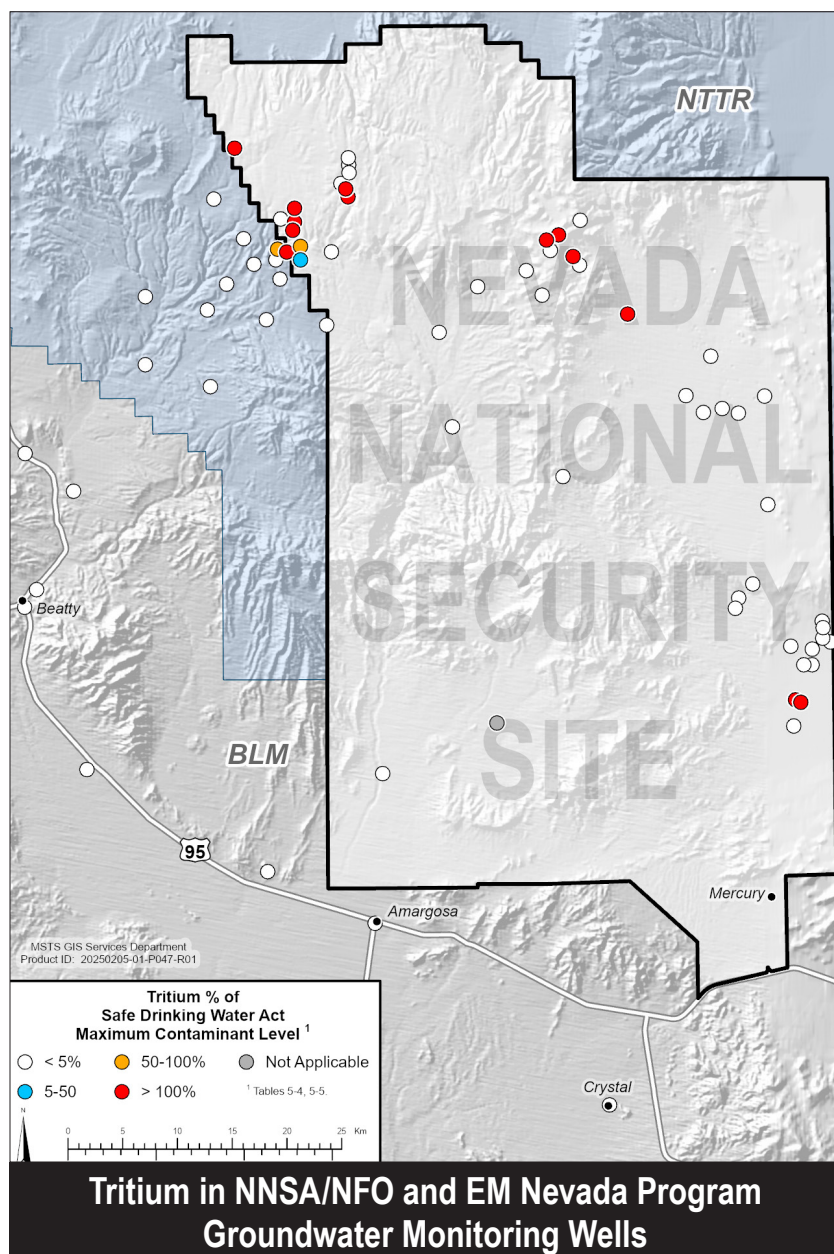 NTTR
NEVADA
NATIONAL
SECURITY
SITE
Beatty
BLM
95
Mercury
Amargosa
MSTS GIS Services Department
Product ID: 20250205-01-P047-R01
Crystal
Tritium % of
Safe Drinking Water Act
Maximum Contaminant Level 1
< 5% 50-100% Not Applicable
5-50 > 100% 1 Tables 5-4, 5-5.
N
0 5 10 15 20 25 Km
Tritium in NNSA/NFO and EM Nevada Program
Groundwater Monitoring Wells